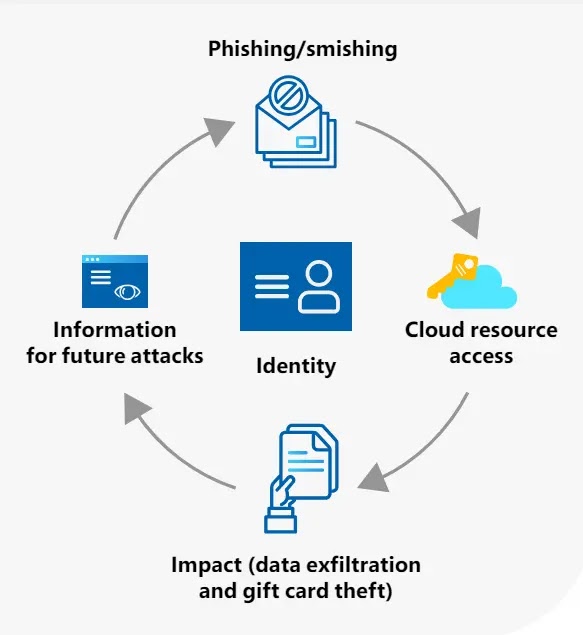 Phishing/smishing
Information
for future attacks
Identity
Cloud resource
access
Impact (data exfiltration
and gift card theft)